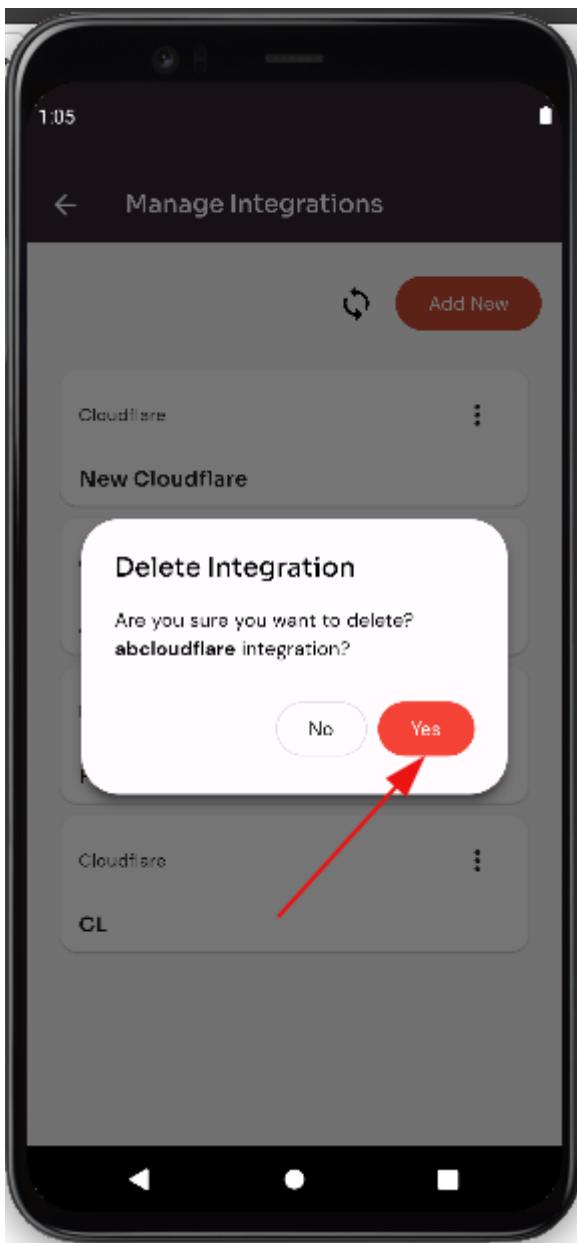 1:05
Manage Integrations
Add New
Cloudflare
New Cloudflare
Delete Integration
Are you sure you want to delete?
abcloudflare integration?
No
Yes
Cloudflare
CL